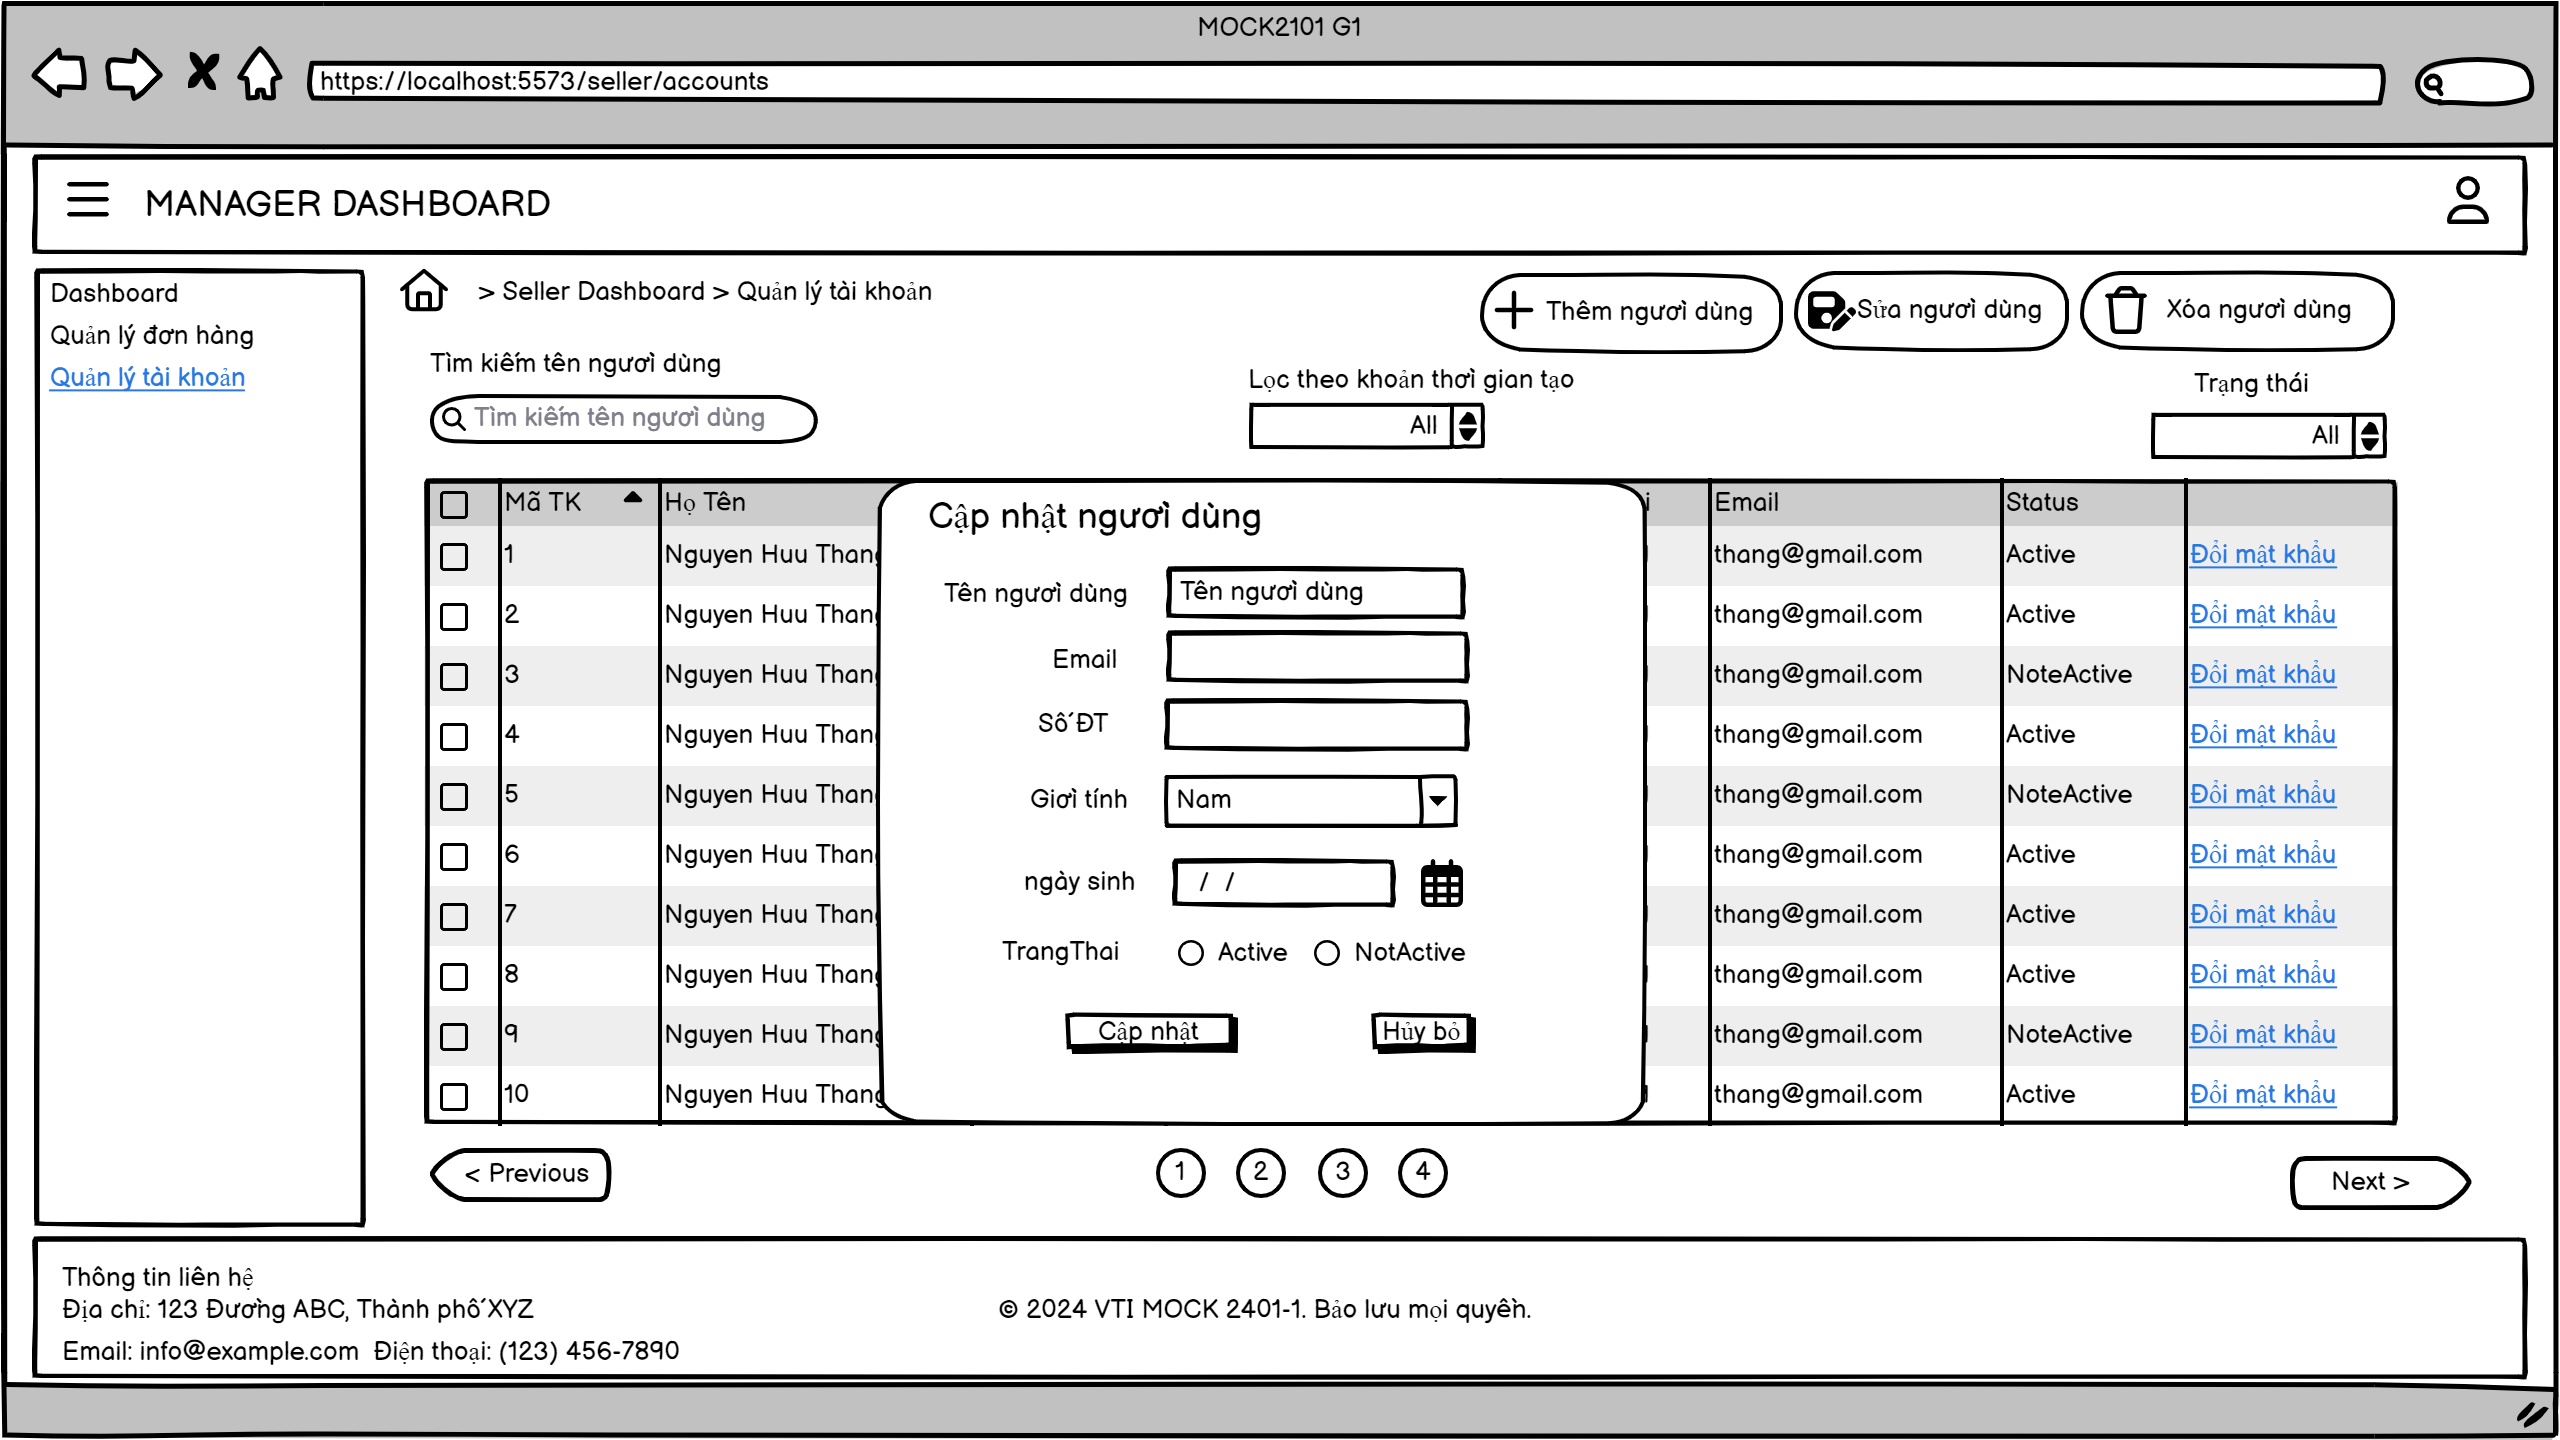 MOCK2101 G1
https://localhost:5573/seller/accounts
MANAGER DASHBOARD
Dashboard
Quản lý đơn hàng
Quản lý tài khoản
> Seller Dashboard > Quản lý tài khoản
Thêm người dùng
Sửa người dùng
Xóa người dùng
Tìm kiếm tên người dùng
Tìm kiếm tên người dùng
Lọc theo khoản thời gian tạo
All
Trạng thái
All
Mã TK Họ Tên Email Status
1 Nguyen Huu Thang thang@gmail.com Active Đổi mật khẩu
2 Nguyen Huu Thang thang@gmail.com Active Đổi mật khẩu
3 Nguyen Huu Thang thang@gmail.com NoteActive Đổi mật khẩu
4 Nguyen Huu Thang thang@gmail.com Active Đổi mật khẩu
5 Nguyen Huu Thang thang@gmail.com NoteActive Đổi mật khẩu
6 Nguyen Huu Thang thang@gmail.com Active Đổi mật khẩu
7 Nguyen Huu Thang thang@gmail.com Active Đổi mật khẩu
8 Nguyen Huu Thang thang@gmail.com Active Đổi mật khẩu
9 Nguyen Huu Thang thang@gmail.com NoteActive Đổi mật khẩu
10 Nguyen Huu Thang thang@gmail.com Active Đổi mật khẩu
Cập nhật người dùng
Tên người dùng Tên người dùng
Email
Số ĐT
Giới tính Nam
ngày sinh / /
TrangThai Active NotActive
Cập nhật Hủy bỏ
< Previous 1 2 3 4 Next >
Thông tin liên hệ
Địa chỉ: 123 Đường ABC, Thành phố XYZ
© 2024 VTI MOCK 2401-1. Bảo lưu mọi quyền.
Email: info@example.com Điện thoại: (123) 456-7890